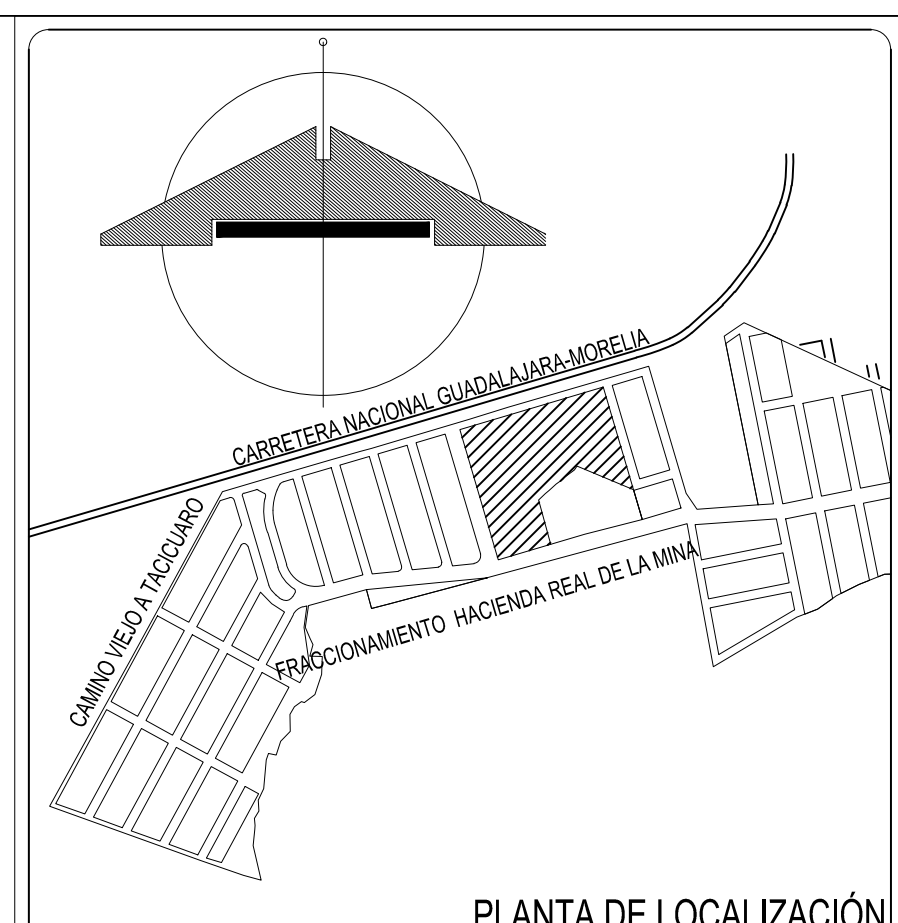 CARRETERA NACIONAL GUADALAJARA-MORELIA
CAMINO VIEJO A TACICUARO
FRACCIONAMIENTO HACIENDA REAL DE LA MINA
PLANTA DE LOCALIZACIÓN